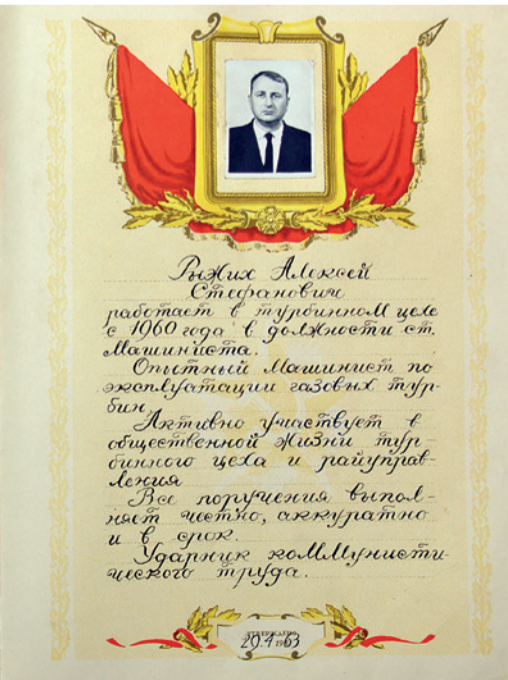 Рыжих Алексей
Стефанович
работает в турбинном цехе
с 1960 года в должности ст.
машиниста.
Опытный машинист по
эксплуатации газовых тур-
бин.
Активно участвует в
общественной жизни тур-
бинного цеха и райуправ-
ления
Все поручения выпол-
няет честно, аккуратно
и в срок.
Ударник коммунисти-
ческого труда.
29.4 63